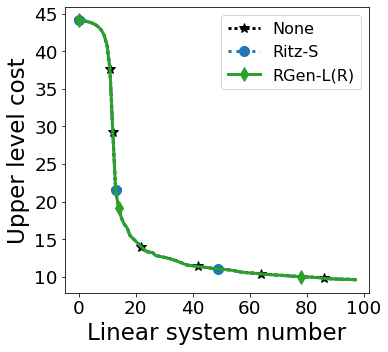 45
40
35
30
25
20
15
10
Upper level cost
None
Ritz-S
RGen-L(R)
0 20 40 60 80 100
Linear system number